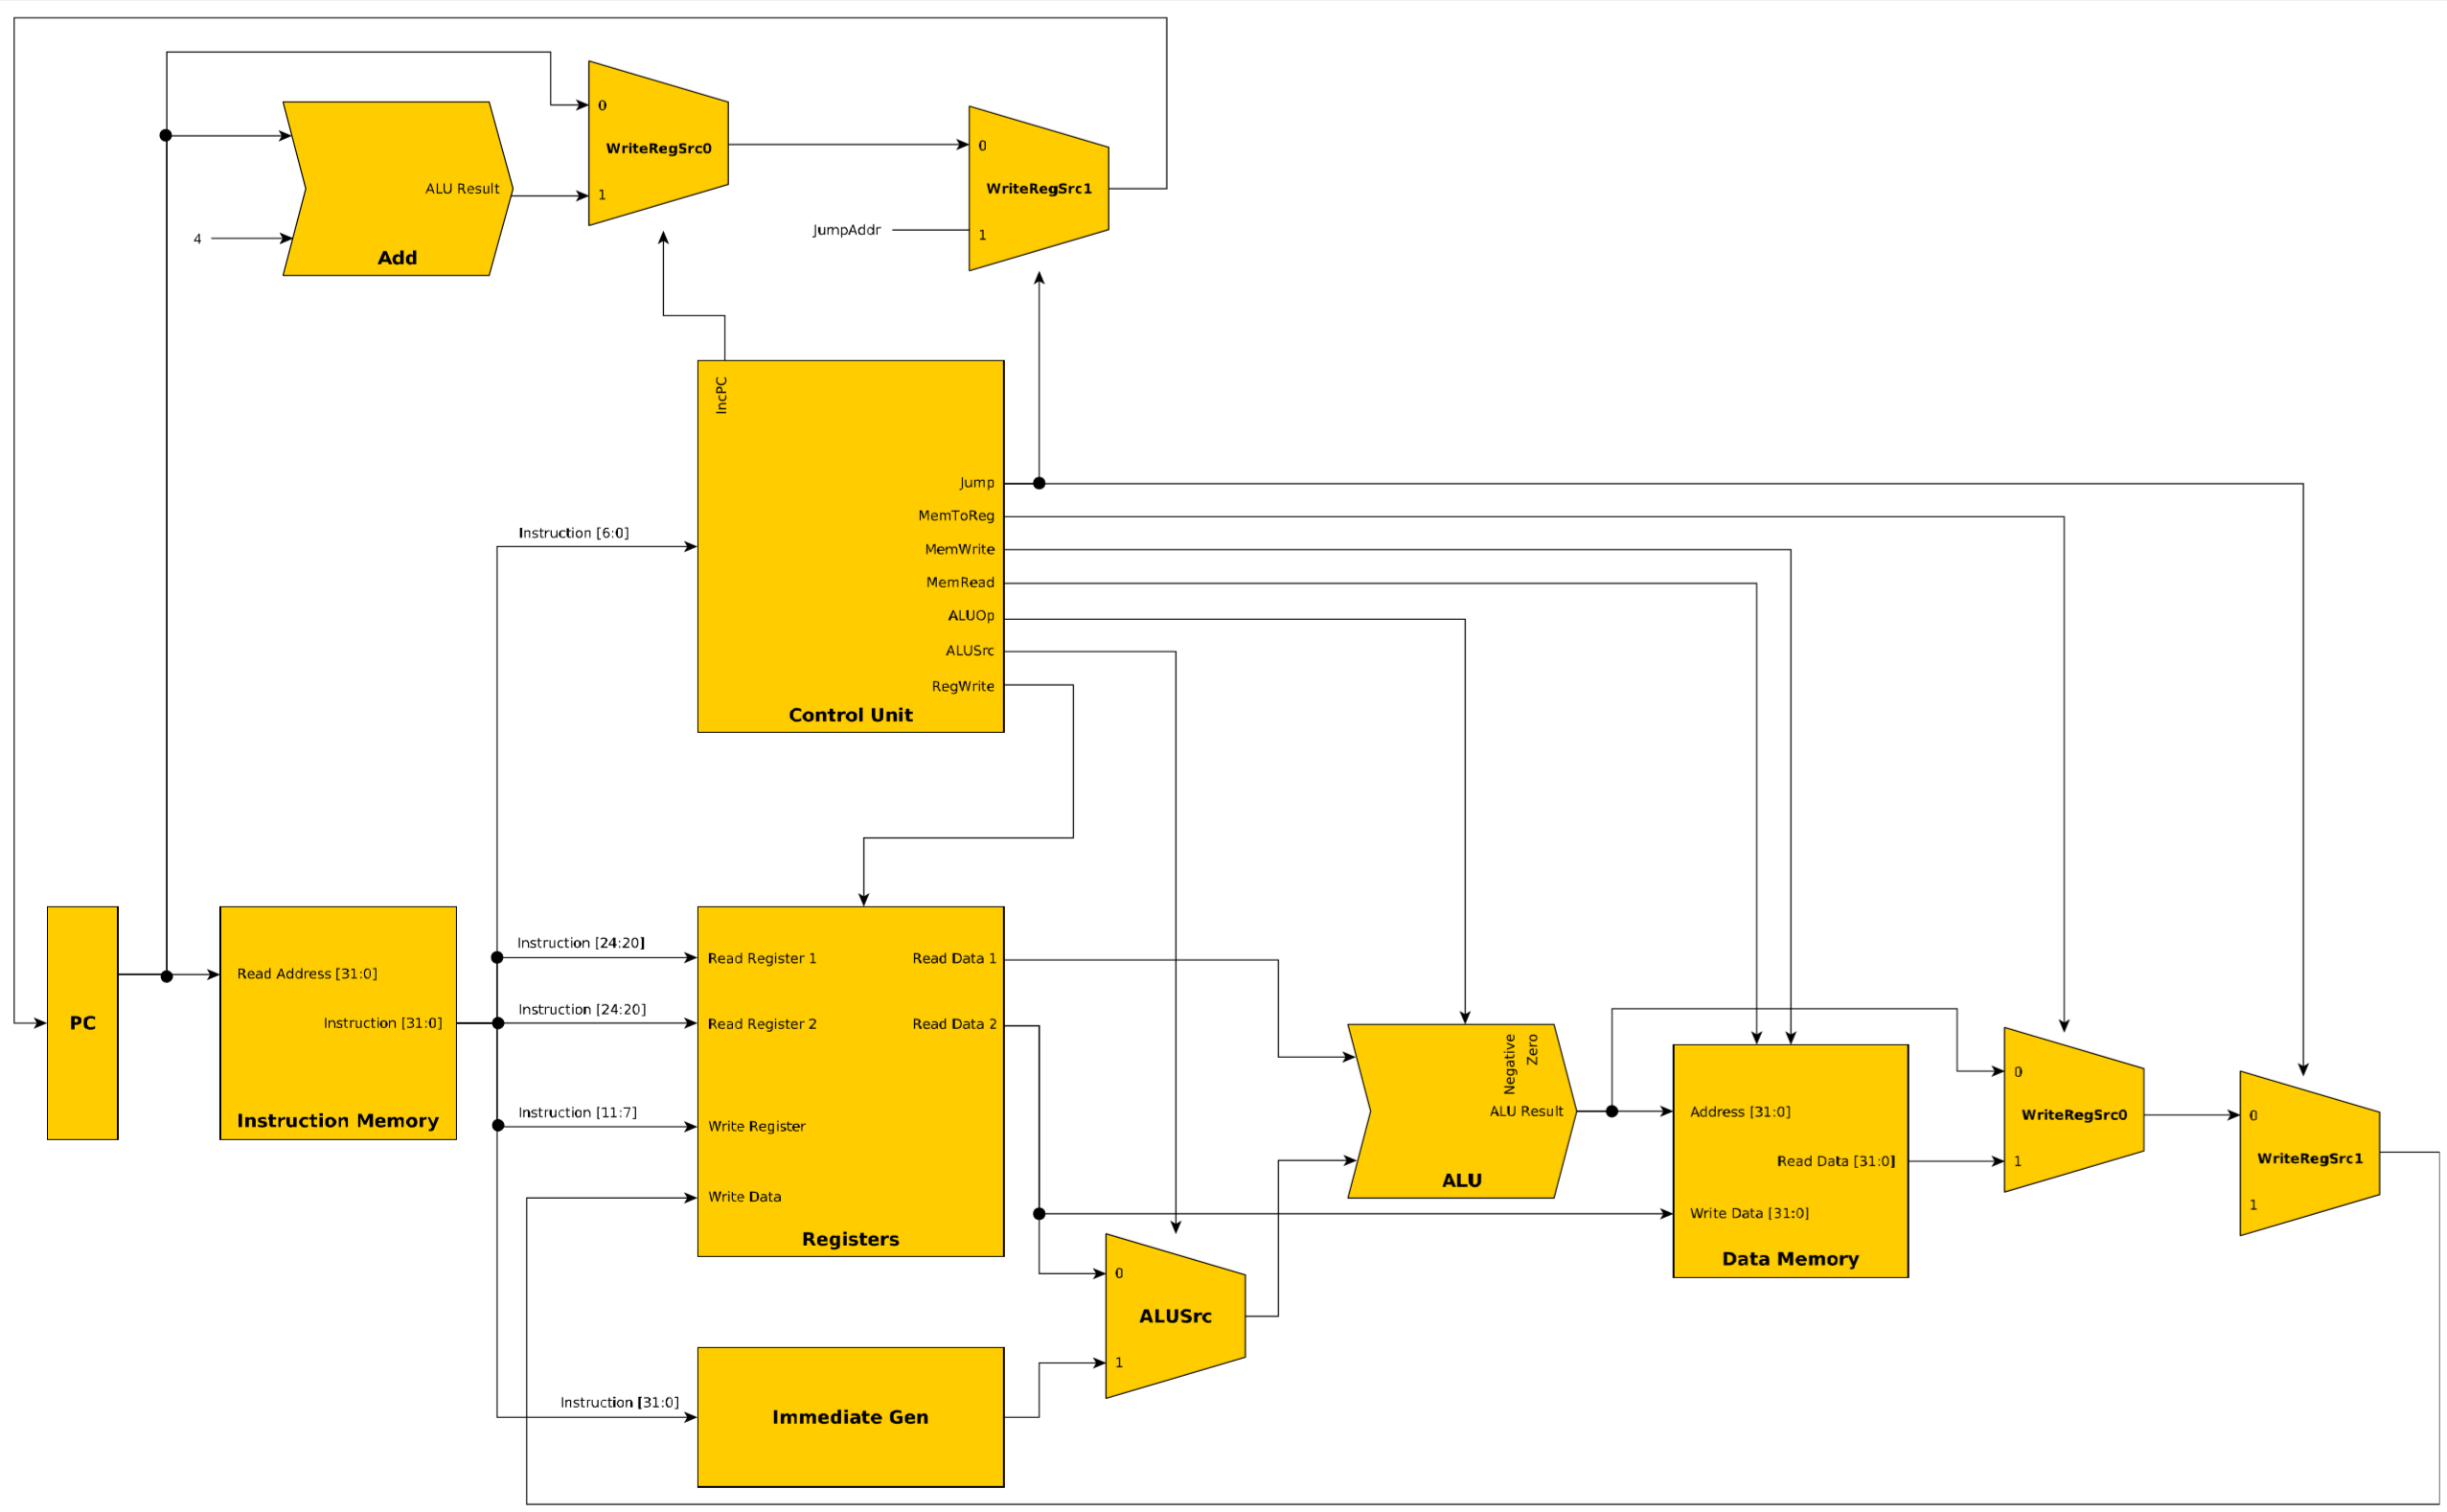 0
WriteRegSrc0
1
ALU Result
Add
4
0
WriteRegSrc1
1
JumpAddr
IncPC
Jump
MemToReg
MemWrite
MemRead
ALUOp
ALUSrc
RegWrite
Control Unit
Instruction [6:0]
PC
Read Address [31:0]
Instruction [31:0]
Instruction Memory
Instruction [24:20]
Instruction [24:20]
Instruction [11:7]
Instruction [31:0]
Read Register 1
Read Data 1
Read Register 2
Read Data 2
Write Register
Write Data
Registers
Immediate Gen
0
ALUSrc
1
Negative
Zero
ALU Result
ALU
Address [31:0]
Read Data [31:0]
Write Data [31:0]
Data Memory
0
WriteRegSrc0
1
0
WriteRegSrc1
1